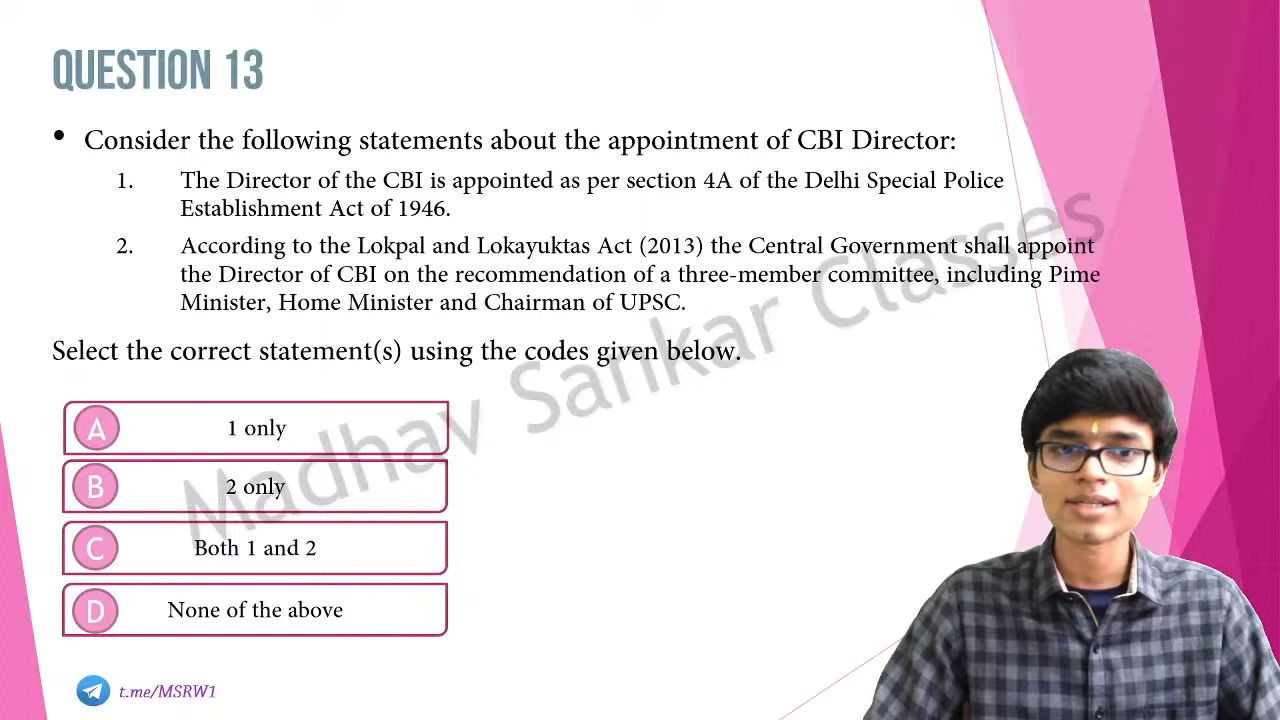 QUESTION 13
• Consider the following statements about the appointment of CBI Director:
1. The Director of the CBI is appointed as per section 4A of the Delhi Special Police
Establishment Act of 1946.
2. According to the Lokpal and Lokayuktas Act (2013) the Central Government shall appoint
the Director of CBI on the recommendation of a three-member committee, including Pime
Minister, Home Minister and Chairman of UPSC.
Select the correct statement(s) using the codes given below.
A 1 only
B 2 only
C Both 1 and 2
D None of the above
Madhav Sankar Classes
t.me/MSRW1